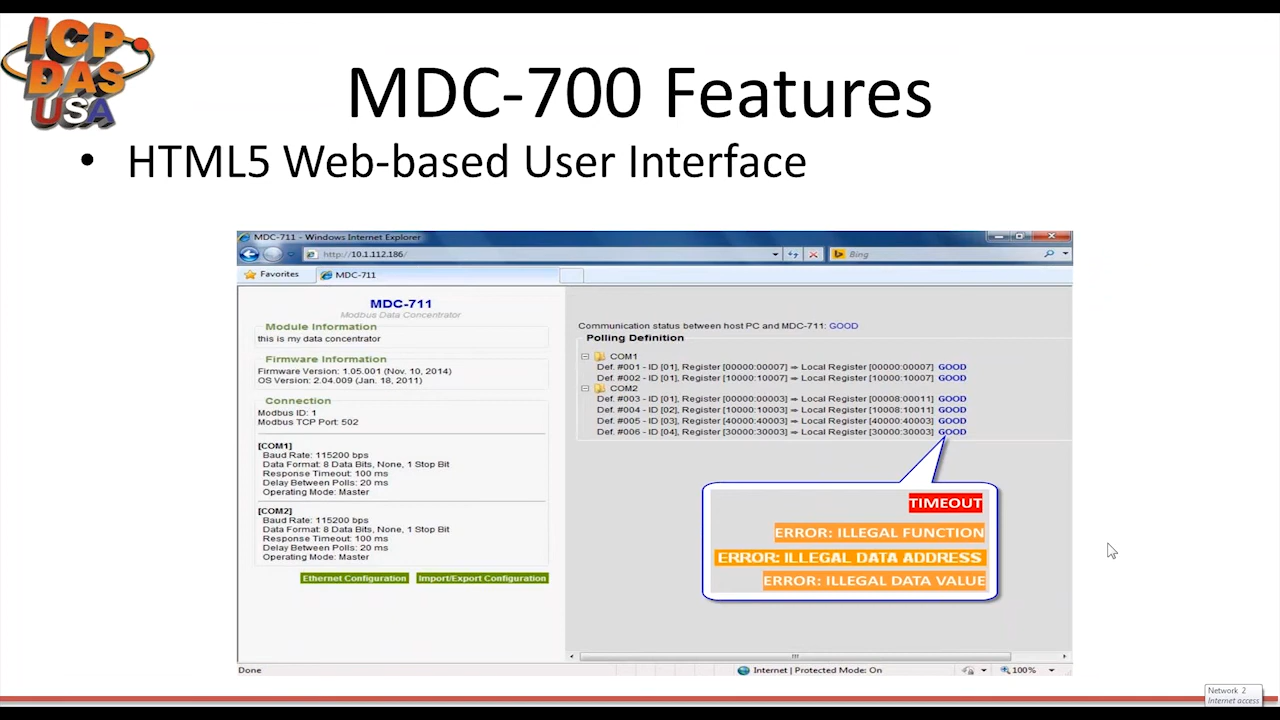 ICP
DAS
USA
MDC-700 Features
• HTML5 Web-based User Interface
MDC-711 - Windows Internet Explorer
http://10.1.112.186/
Bing
Favorites
MDC-711
MDC-711
Modbus Data Concentrator
Module Information
this is my data concentrator
Firmware Information
Firmware Version: 1.05.001 (Nov. 10, 2014)
OS Version: 2.04.009 (Jan. 18, 2011)
Connection
Modbus ID: 1
Modbus TCP Port: 502
[COM1]
Baud Rate: 115200 bps
Data Format: 8 Data Bits, None, 1 Stop Bit
Response Timeout: 100 ms
Delay Between Polls: 20 ms
Operating Mode: Master
[COM2]
Baud Rate: 115200 bps
Data Format: 8 Data Bits, None, 1 Stop Bit
Response Timeout: 100 ms
Delay Between Polls: 20 ms
Operating Mode: Master
Ethernet Configuration Import/Export Configuration
Communication status between host PC and MDC-711: GOOD
Polling Definition
COM1
Def. #001 - ID [01], Register [00000:00007] ⇒ Local Register [00000:00007] GOOD
Def. #002 - ID [01], Register [10000:10007] ⇒ Local Register [10000:10007] GOOD
COM2
Def. #003 - ID [01], Register [00000:00003] ⇒ Local Register [00008:00011] GOOD
Def. #004 - ID [02], Register [10000:10003] ⇒ Local Register [10008:10011] GOOD
Def. #005 - ID [03], Register [40000:40003] ⇒ Local Register [40000:40003] GOOD
Def. #006 - ID [04], Register [30000:30003] ⇒ Local Register [30000:30003] GOOD
TIMEOUT
ERROR: ILLEGAL FUNCTION
ERROR: ILLEGAL DATA ADDRESS
ERROR: ILLEGAL DATA VALUE
Done
Internet | Protected Mode: On
100%
Network 2
Internet access